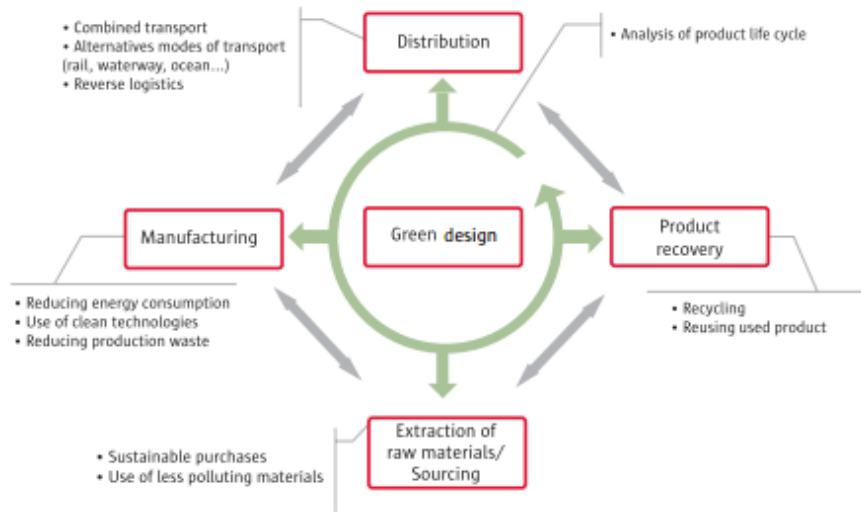 • Combined transport
• Alternatives modes of transport
(rail, waterway, ocean...)
• Reverse logistics
Distribution
• Analysis of product life cycle
Manufacturing
Green design
Product
recovery
• Reducing energy consumption
• Use of clean technologies
• Reducing production waste
• Recycling
• Reusing used product
Extraction of
raw materials/
Sourcing
• Sustainable purchases
• Use of less polluting materials